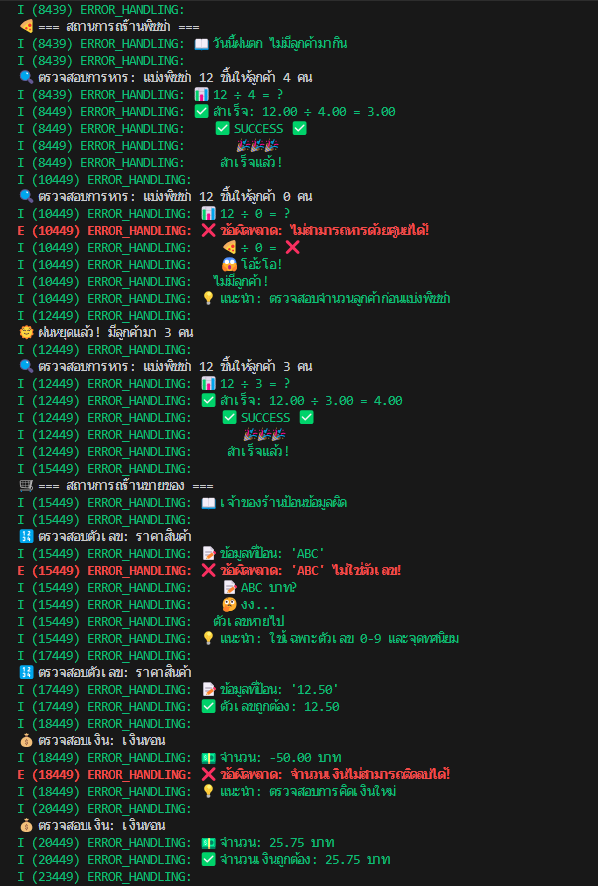 I (8439) ERROR_HANDLING:
🍕 === สถานการณ์ร้านพิซซ่า ===
I (8439) ERROR_HANDLING: 📖 วันนี้ฝนตก ไม่มีลูกค้ามากิน
I (8439) ERROR_HANDLING:
🔍 ตรวจสอบการหาร: แบ่งพิซซ่า 12 ชิ้นให้ลูกค้า 4 คน
I (8439) ERROR_HANDLING: 📊 12 ÷ 4 = ?
I (8449) ERROR_HANDLING: ✅ สำเร็จ: 12.00 ÷ 4.00 = 3.00
I (8449) ERROR_HANDLING: ✅ SUCCESS ✅
I (8449) ERROR_HANDLING: 🎉🎉🎉
I (8449) ERROR_HANDLING: สำเร็จแล้ว!
I (10449) ERROR_HANDLING:
🔍 ตรวจสอบการหาร: แบ่งพิซซ่า 12 ชิ้นให้ลูกค้า 0 คน
I (10449) ERROR_HANDLING: 📊 12 ÷ 0 = ?
E (10449) ERROR_HANDLING: ❌ ข้อผิดพลาด: ไม่สามารถหารด้วยศูนย์ได้!
I (10449) ERROR_HANDLING: 🍕 ÷ 0 = ❌
I (10449) ERROR_HANDLING: 😱 โอ๊ะโอ!
I (10449) ERROR_HANDLING: ไม่มีลูกค้า!
I (10449) ERROR_HANDLING: 💡 แนะนำ: ตรวจสอบจำนวนลูกค้าก่อนแบ่งพิซซ่า
I (12449) ERROR_HANDLING:
🌞 ฝนหยุดแล้ว! มีลูกค้ามา 3 คน
I (12449) ERROR_HANDLING:
🔍 ตรวจสอบการหาร: แบ่งพิซซ่า 12 ชิ้นให้ลูกค้า 3 คน
I (12449) ERROR_HANDLING: 📊 12 ÷ 3 = ?
I (12449) ERROR_HANDLING: ✅ สำเร็จ: 12.00 ÷ 3.00 = 4.00
I (12449) ERROR_HANDLING: ✅ SUCCESS ✅
I (12449) ERROR_HANDLING: 🎉🎉🎉
I (12449) ERROR_HANDLING: สำเร็จแล้ว!
I (15449) ERROR_HANDLING:
🛒 === สถานการณ์ร้านขายของ ===
I (15449) ERROR_HANDLING: 📖 เจ้าของร้านป้อนข้อมูลผิด
I (15449) ERROR_HANDLING:
🔢 ตรวจสอบตัวเลข: ราคาสินค้า
I (15449) ERROR_HANDLING: 📝 ข้อมูลที่ป้อน: 'ABC'
E (15449) ERROR_HANDLING: ❌ ข้อผิดพลาด: 'ABC' ไม่ใช่ตัวเลข!
I (15449) ERROR_HANDLING: 📝 ABC บาท?
I (15449) ERROR_HANDLING: 🤔 งง...
I (15449) ERROR_HANDLING: ตัวเลขหายไป
I (15449) ERROR_HANDLING: 💡 แนะนำ: ใช้เฉพาะตัวเลข 0-9 และจุดทศนิยม
I (17449) ERROR_HANDLING:
🔢 ตรวจสอบตัวเลข: ราคาสินค้า
I (17449) ERROR_HANDLING: 📝 ข้อมูลที่ป้อน: '12.50'
I (17449) ERROR_HANDLING: ✅ ตัวเลขถูกต้อง: 12.50
I (18449) ERROR_HANDLING:
💰 ตรวจสอบเงิน: เงินทอน
I (18449) ERROR_HANDLING: 💵 จำนวน: -50.00 บาท
E (18449) ERROR_HANDLING: ❌ ข้อผิดพลาด: จำนวนเงินไม่สามารถติดลบได้!
I (18449) ERROR_HANDLING: 💡 แนะนำ: ตรวจสอบการคิดเงินใหม่
I (20449) ERROR_HANDLING:
💰 ตรวจสอบเงิน: เงินทอน
I (20449) ERROR_HANDLING: 💵 จำนวน: 25.75 บาท
I (20449) ERROR_HANDLING: ✅ จำนวนเงินถูกต้อง: 25.75 บาท
I (23449) ERROR_HANDLING: